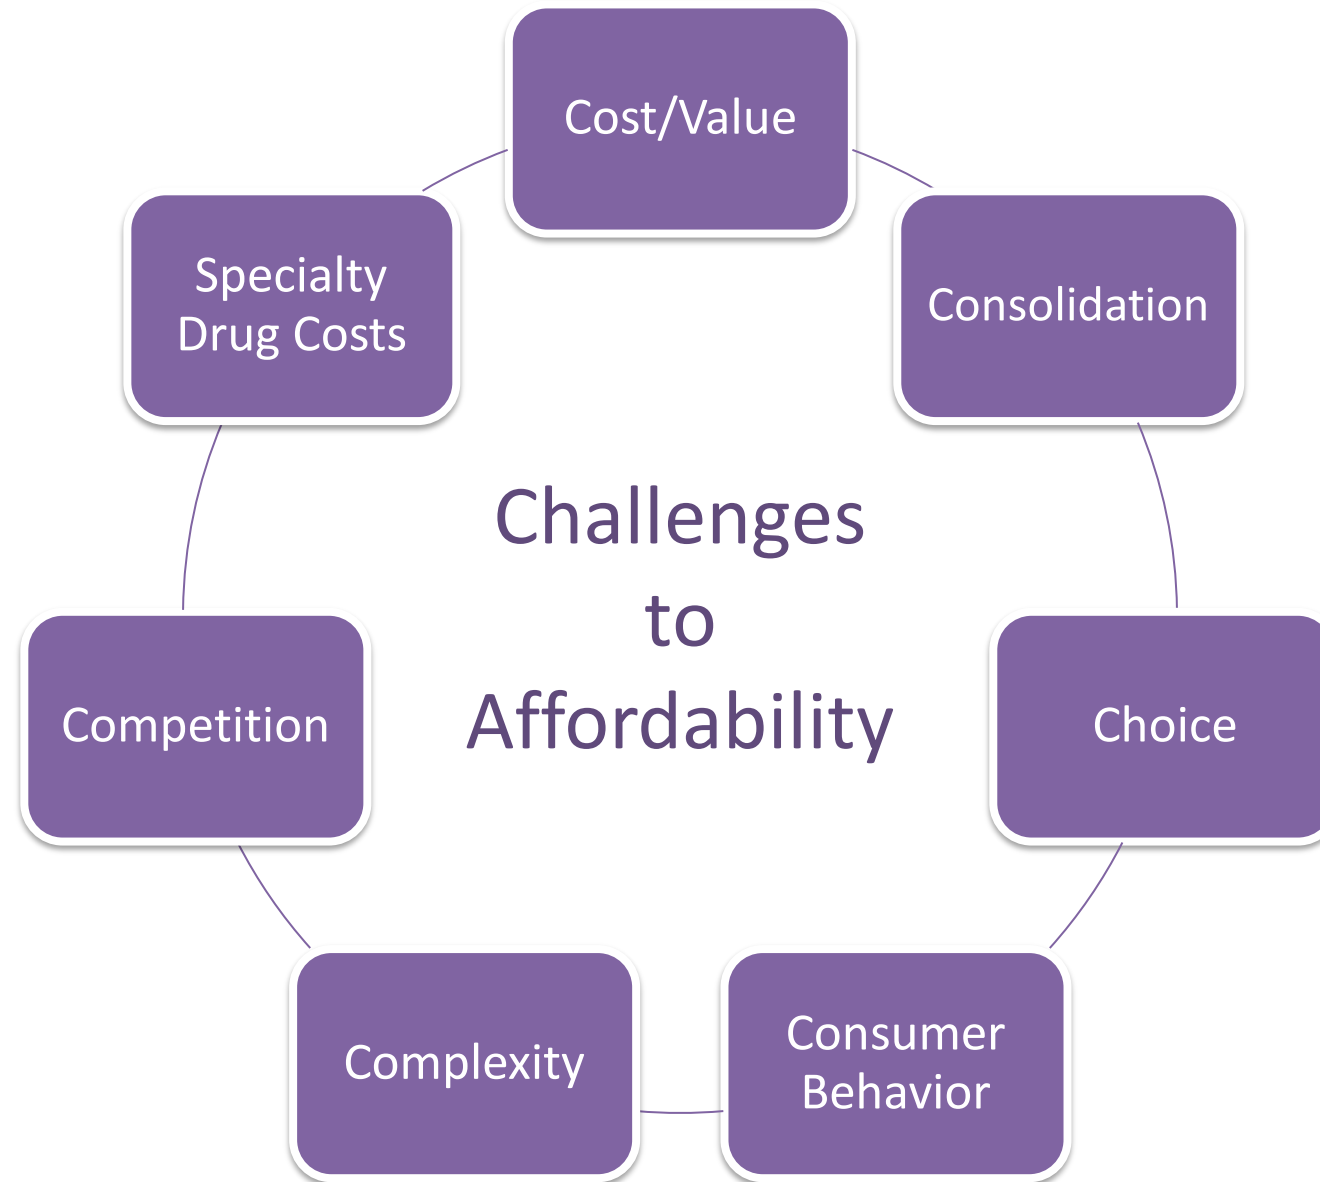 Cost/Value
Consolidation
Choice
Consumer
Behavior
Complexity
Competition
Specialty
Drug Costs
Challenges
to
Affordability